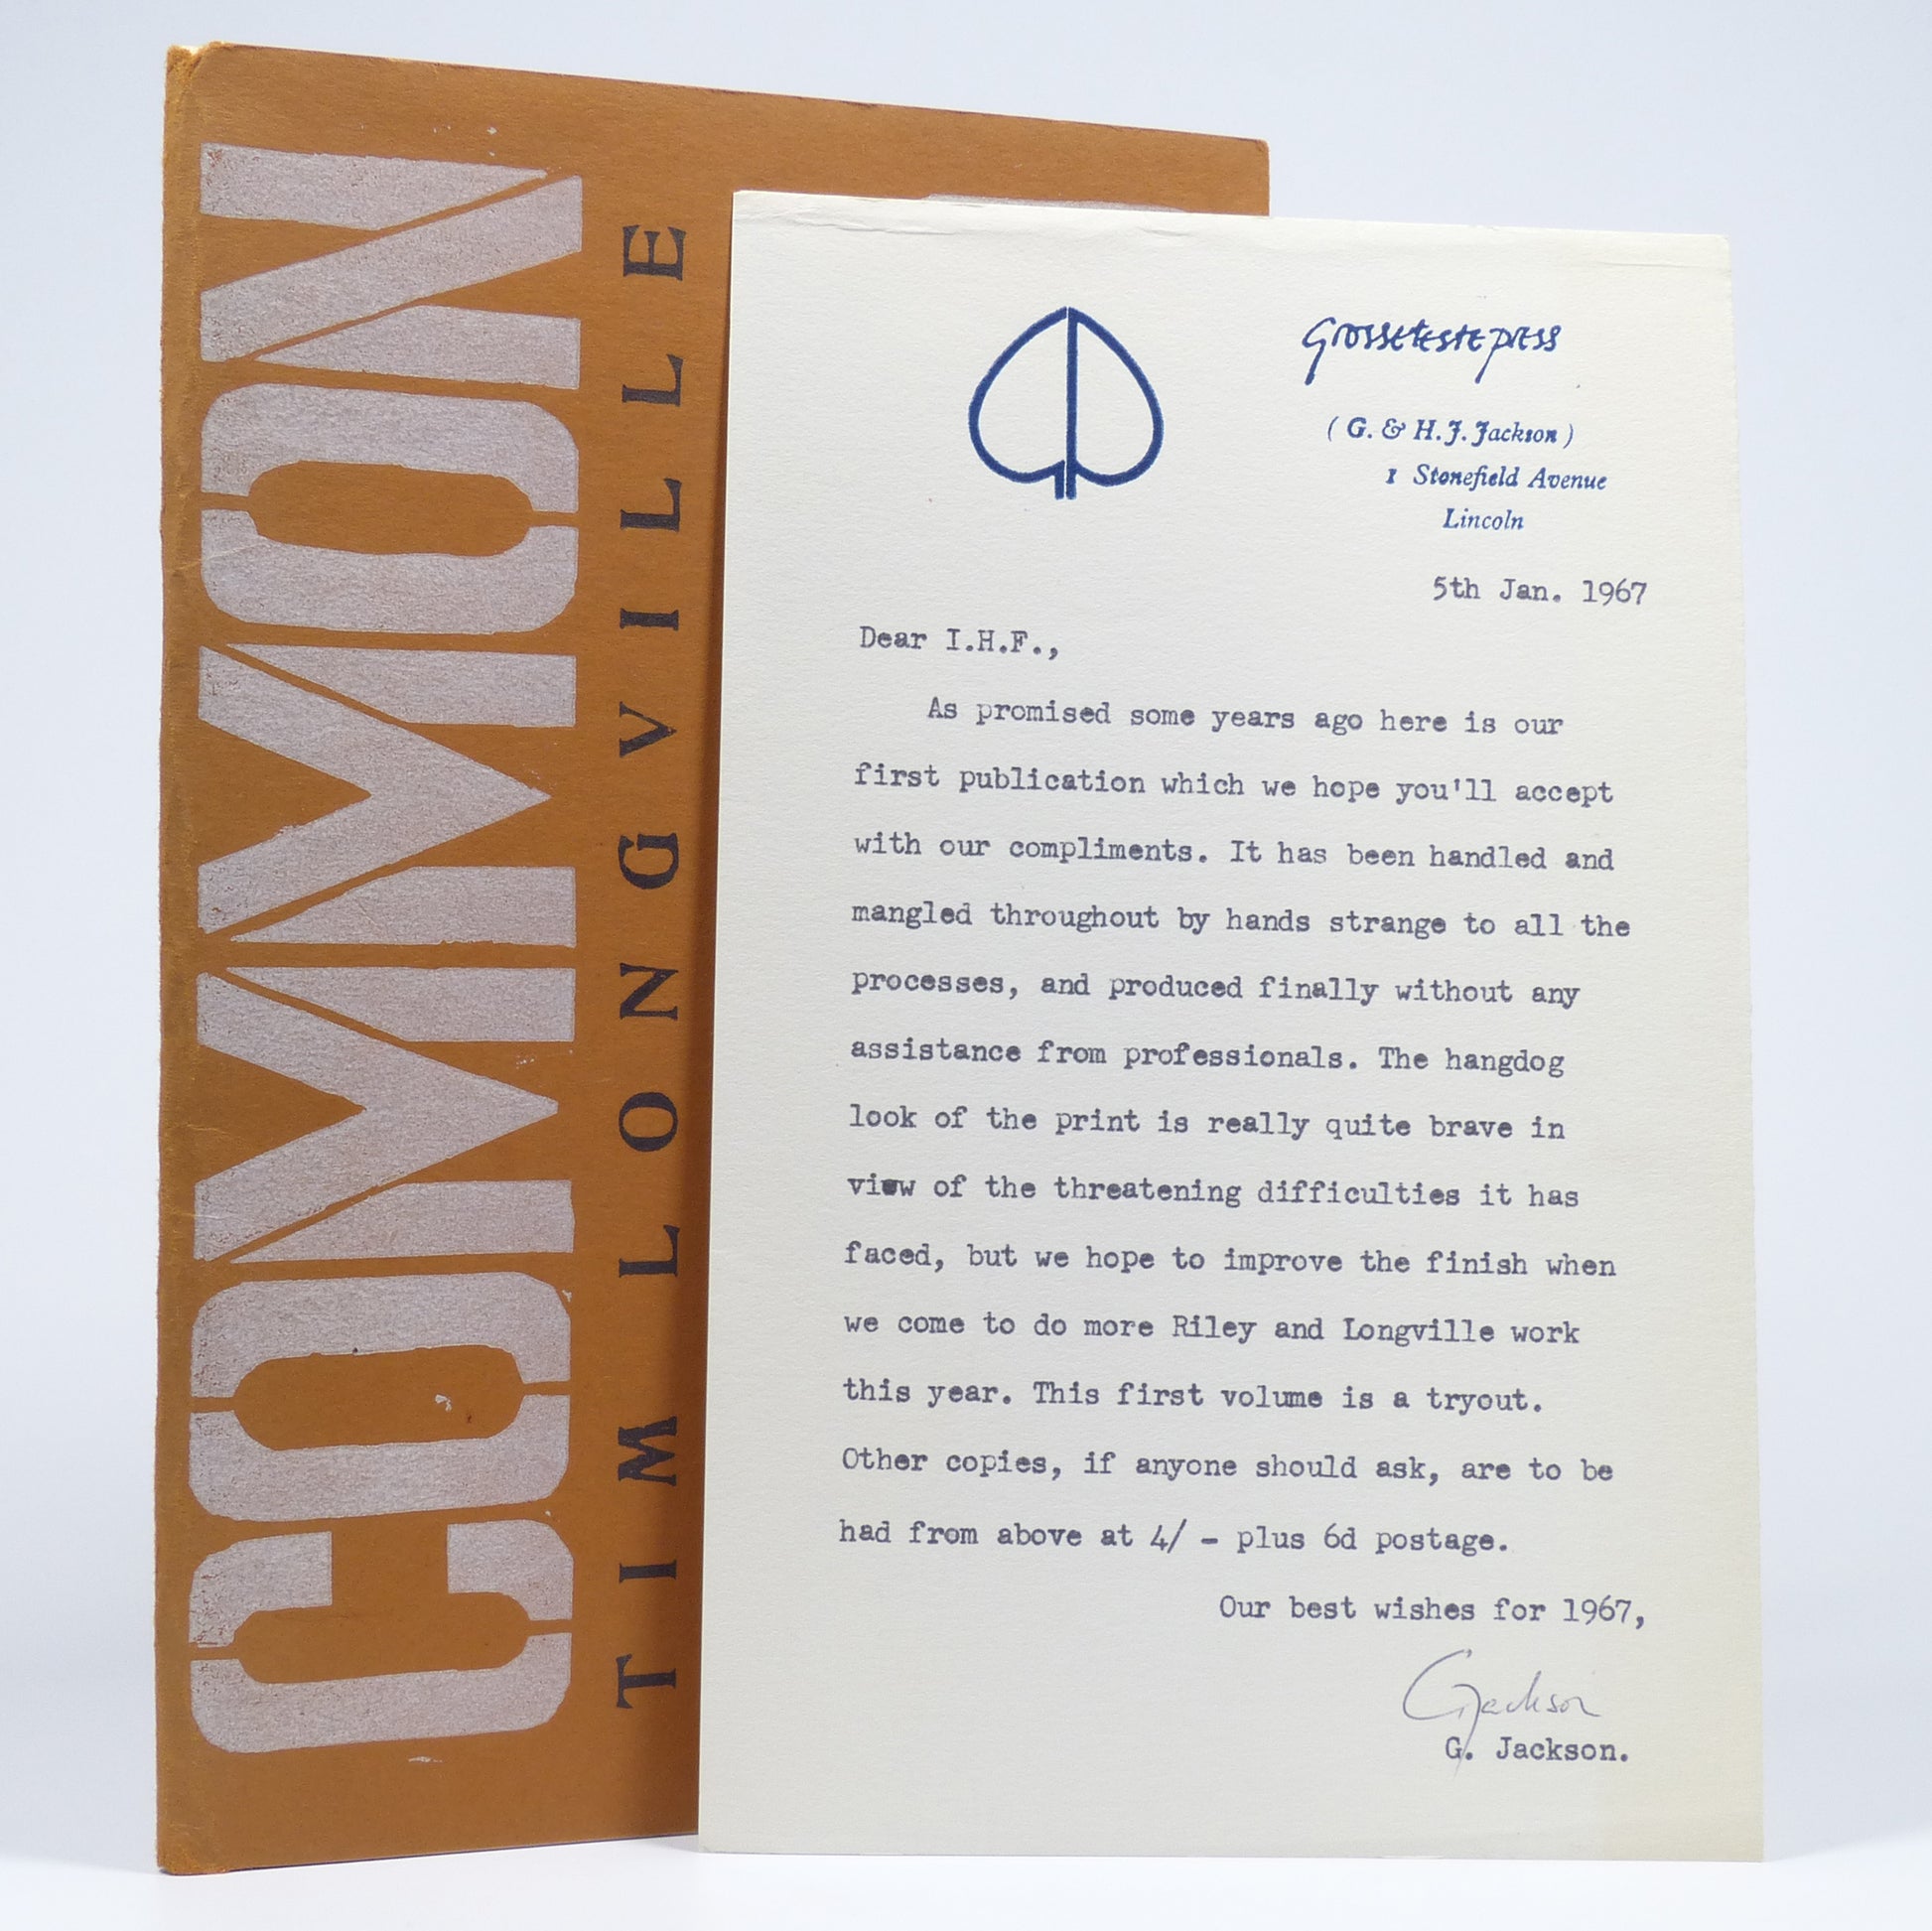 COMMON
TIM LONGVILLE
Grosseteste press
( G. & H. J. Jackson )
1 Stonefield Avenue
Lincoln
5th Jan. 1967
Dear I.H.F.,
As promised some years ago here is our
first publication which we hope you'll accept
with our compliments. It has been handled and
mangled throughout by hands strange to all the
processes, and produced finally without any
assistance from professionals. The hangdog
look of the print is really quite brave in
view of the threatening difficulties it has
faced, but we hope to improve the finish when
we come to do more Riley and Longville work
this year. This first volume is a tryout.
Other copies, if anyone should ask, are to be
had from above at 4/ - plus 6d postage.
Our best wishes for 1967,
GJackson
G. Jackson.